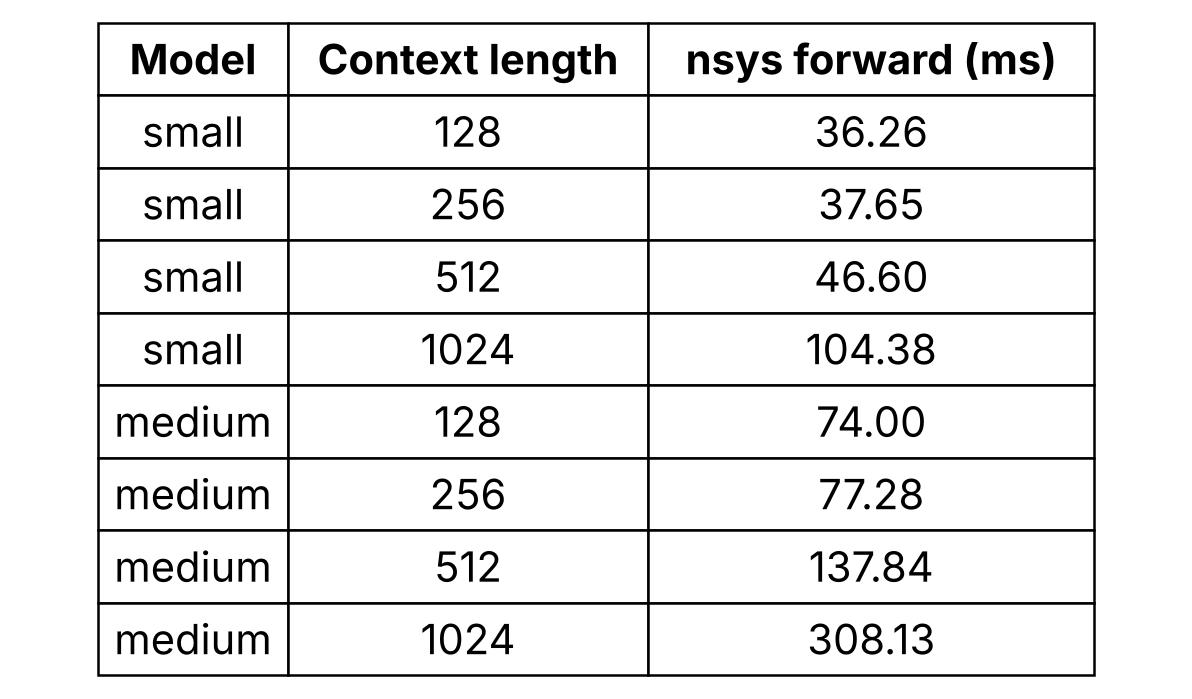 Model Context length nsys forward (ms)
small 128 36.26
small 256 37.65
small 512 46.60
small 1024 104.38
medium 128 74.00
medium 256 77.28
medium 512 137.84
medium 1024 308.13